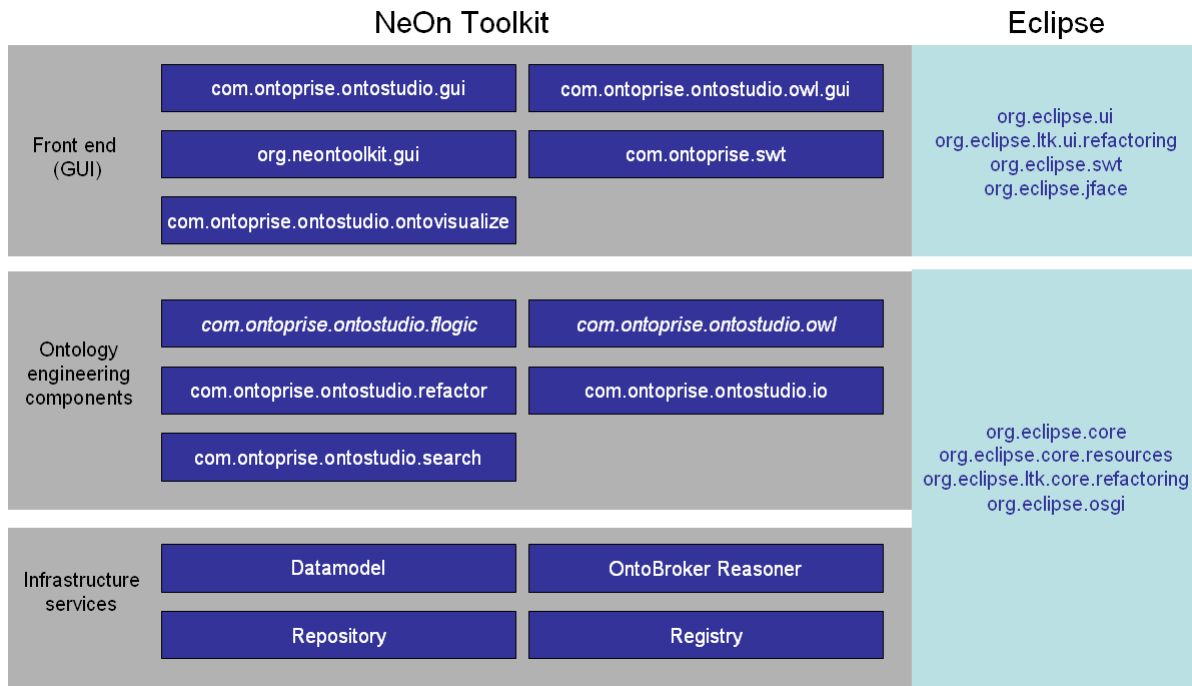 NeOn Toolkit
Eclipse
Front end
(GUI)
com.ontoprise.ontostudio.gui
com.ontoprise.ontostudio.owl.gui
org.neontoolkit.gui
com.ontoprise.swt
com.ontoprise.ontostudio.ontovisualize
org.eclipse.ui
org.eclipse.ltk.ui.refactoring
org.eclipse.swt
org.eclipse.jface
Ontology
engineering
components
com.ontoprise.ontostudio.flogic
com.ontoprise.ontostudio.owl
com.ontoprise.ontostudio.refactor
com.ontoprise.ontostudio.io
com.ontoprise.ontostudio.search
org.eclipse.core
org.eclipse.core.resources
org.eclipse.ltk.core.refactoring
org.eclipse.osgi
Infrastructure
services
Datamodel
OntoBroker Reasoner
Repository
Registry